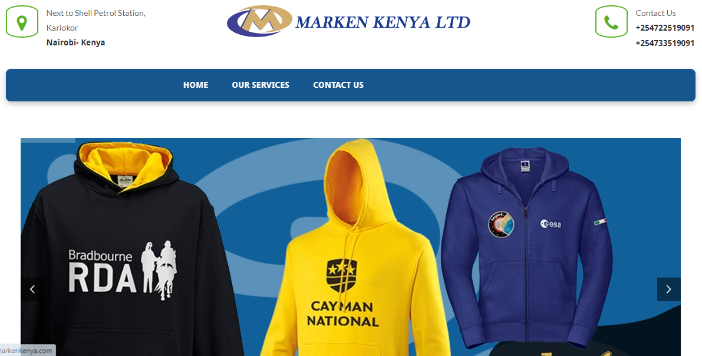 Next to Shell Petrol Station,
Kariokor
Nairobi- Kenya
MARKEN KENYA LTD
Contact Us
+254722519091
+254733519091
HOME
OUR SERVICES
CONTACT US
Bradbourne
RDA
CAYMAN
NATIONAL
esa
arkonkenya.com